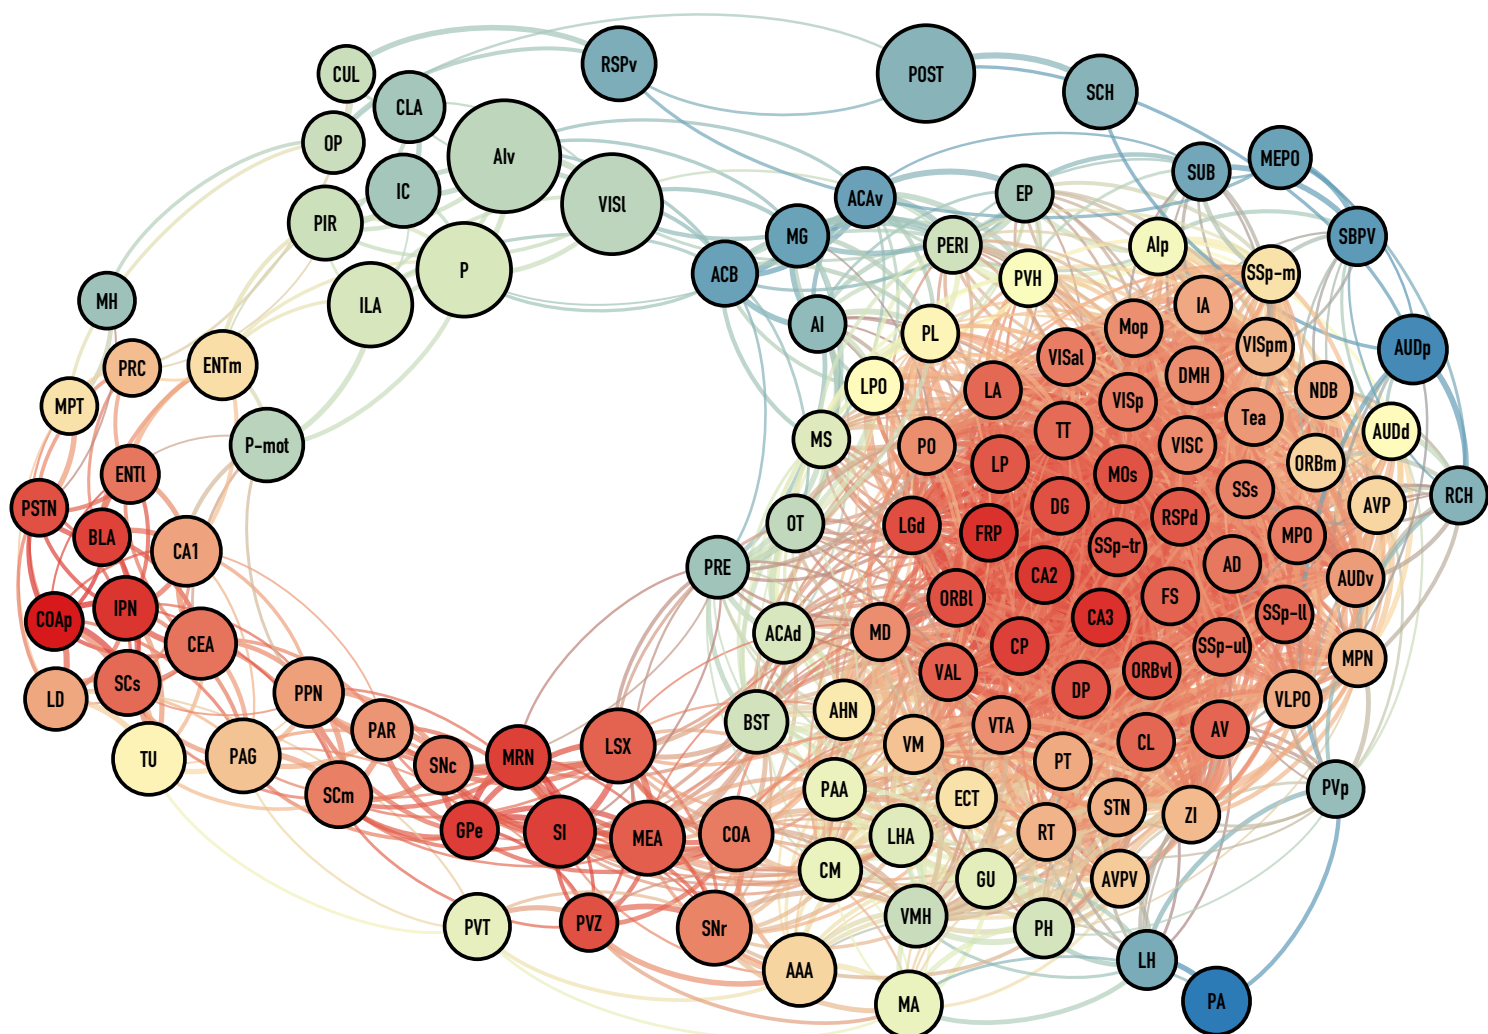 RSPv
POST
CUL
SCH
CLA
OP
AIv
MEPO
SUB
IC
EP
ACAv
VISl
PIR
MG
SBPV
PERI
AIp
P
ACB
SSp-m
PVH
MH
ILA
IA
AI
Mop
PL
VISpm
AUDp
VISal
PRC
ENTm
DMH
LPO
LA
NDB
VISp
MPT
Tea
TT
AUDd
MS
P-mot
PO
VISC
ORBm
LP
ENTl
MOs
SSs
RCH
AVP
PSTN
DG
RSPd
OT
LGd
FRP
MPO
BLA
SSp-tr
CA1
AD
PRE
CA2
AUDv
ORBl
FS
IPN
SSp-ll
CA3
COAp
ACAd
MD
CEA
CP
SSp-ul
MPN
VAL
ORBvl
SCs
DP
PPN
LD
VLPO
AHN
BST
VTA
PAR
AV
CL
VM
LSX
PAG
TU
MRN
PT
SNc
PVp
PAA
SCm
ECT
STN
ZI
GPe
SI
RT
COA
LHA
MEA
CM
GU
AVPV
VMH
PVZ
PVT
SNr
PH
LH
AAA
PA
MA